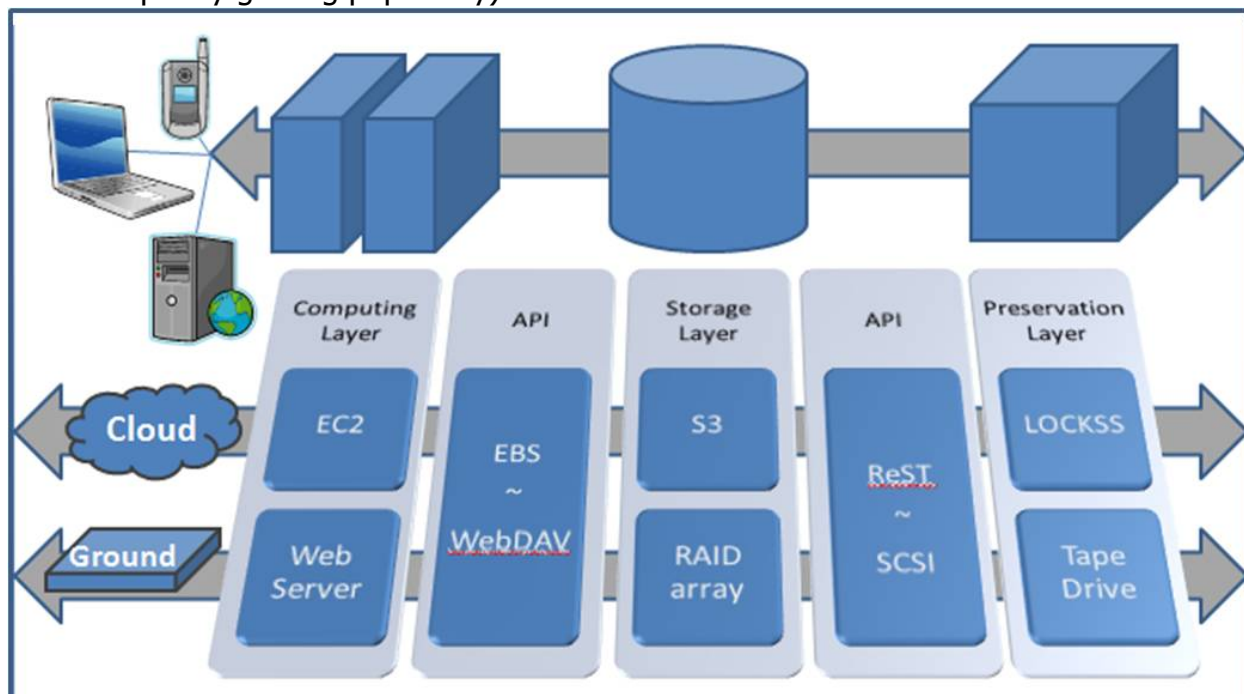 Computing
Layer
API
Storage
Layer
API
Preservation
Layer
Cloud
EC2
EBS
~
WebDAV
S3
ReST
~
SCSI
LOCKSS
Ground
Web
Server
RAID
array
Tape
Drive